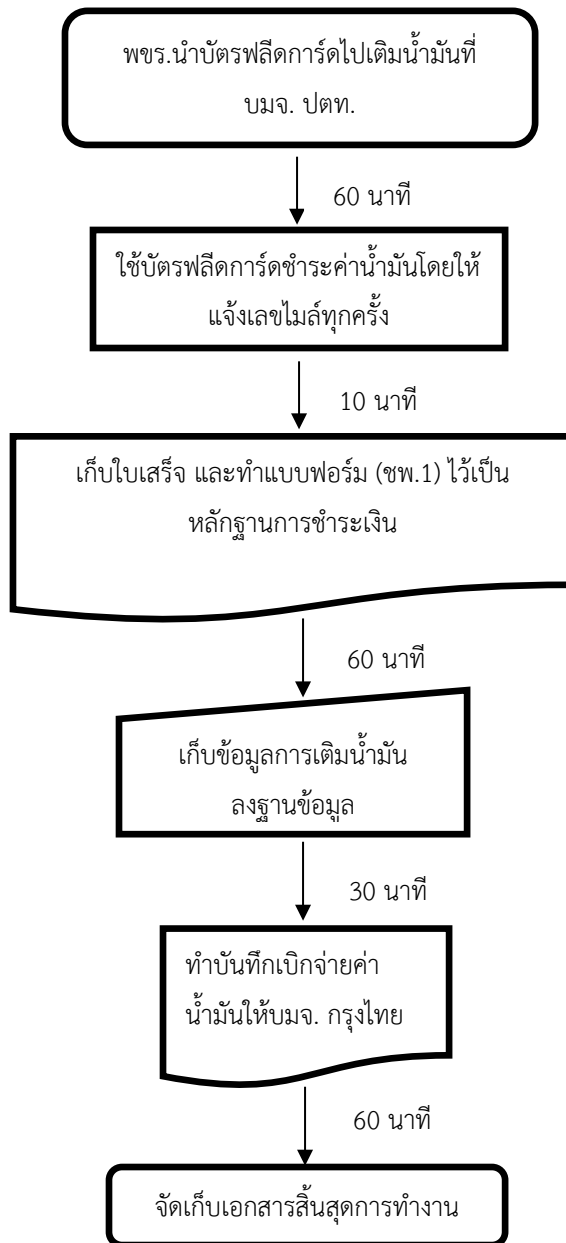 พขร.นำบัตรฟลีดการ์ดไปเติมน้ำมันที่
บมจ. ปตท.
60 นาที
ใช้บัตรฟลีดการ์ดชำระค่าน้ำมันโดยให้
แจ้งเลขไมล์ทุกครั้ง
10 นาที
เก็บใบเสร็จ และทำแบบฟอร์ม (ชพ.1) ไว้เป็น
หลักฐานการชำระเงิน
60 นาที
เก็บข้อมูลการเติมน้ำมัน
ลงฐานข้อมูล
30 นาที
ทำบันทึกเบิกจ่ายค่า
น้ำมันให้บมจ. กรุงไทย
60 นาที
จัดเก็บเอกสารสิ้นสุดการทำงาน